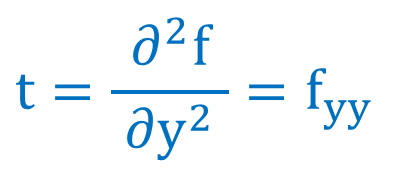 t = ∂²f/∂y² = f_yy